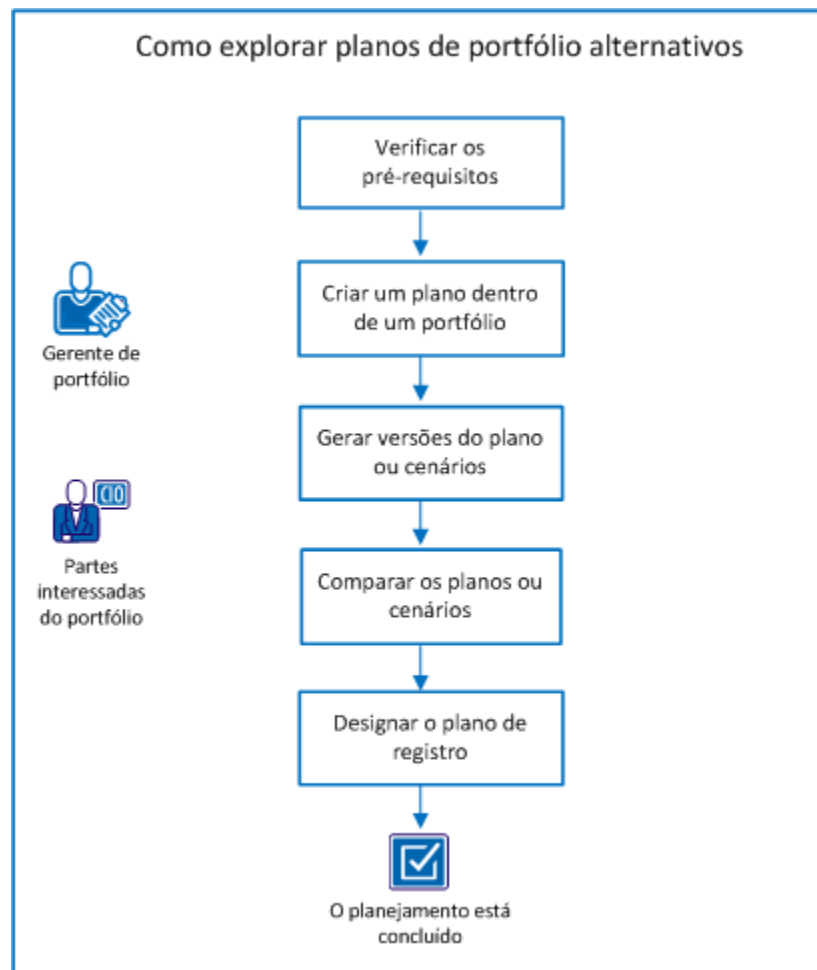 Como explorar planos de portfólio alternativos
Verificar os
pré-requisitos
Criar um plano dentro
de um portfólio
Gerente de
portfólio
Gerar versões do plano
ou cenários
CIO
Partes
interessadas
do portfólio
Comparar os planos ou
cenários
Designar o plano de
registro
O planejamento está
concluído